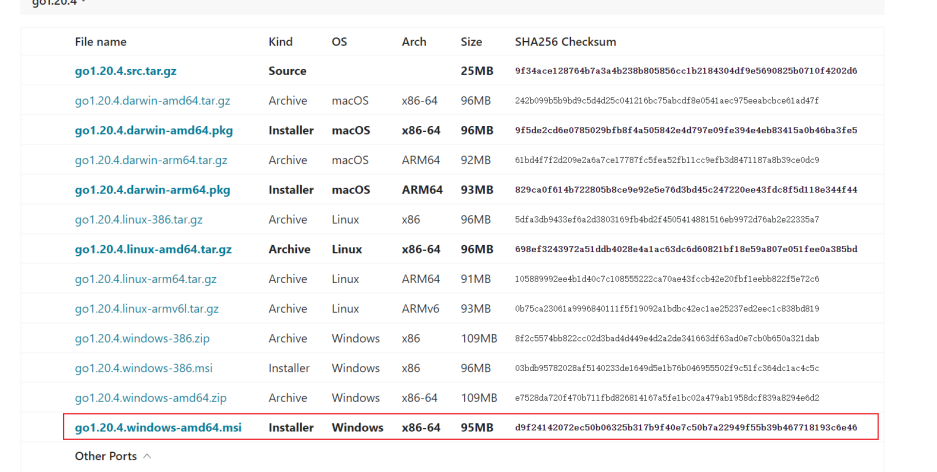 go1.20.4
File name Kind OS Arch Size SHA256 Checksum
go1.20.4.src.tar.gz Source 25MB 9f34ace128764b7a3a4b238b805856cc1b2184304df9e5690825b0710f4202d6
go1.20.4.darwin-amd64.tar.gz Archive macOS x86-64 96MB 242b099b5b9bd9c5d4d25c041216bc75abcdf8e0541aec975eeabcbce61ad47f
go1.20.4.darwin-amd64.pkg Installer macOS x86-64 96MB 9f5de2cd6e0785029bfb8f4a505842e4d797e09fe394e4eb83415a0b46ba3fe5
go1.20.4.darwin-arm64.tar.gz Archive macOS ARM64 92MB 61bd4f7f2d209e2a6a7ce17787fc5fea52fb11cc9efb3d8471187a8b39ce0dc9
go1.20.4.darwin-arm64.pkg Installer macOS ARM64 93MB 829ca0f614b722805b8ce9e92e5e76d3bd45c247220ee43fdc8f5d118e344f44
go1.20.4.linux-386.tar.gz Archive Linux x86 96MB 5dfa3db9433ef6a2d3803169fb4bd2f4505414881516eb9972d76ab2e22335a7
go1.20.4.linux-amd64.tar.gz Archive Linux x86-64 96MB 698ef3243972a51ddb4028e4a1ac63dc6d60821bf18e59a807e051fee0a385bd
go1.20.4.linux-arm64.tar.gz Archive Linux ARM64 91MB 105889992ee4b1d40c7c108555222ca70ae43fccb42e20fbf1eebb822f5e72c6
go1.20.4.linux-armv6l.tar.gz Archive Linux ARMv6 93MB 0b75ca23061a9996840111f5f19092a1bdbc42ec1ae25237ed2eec1c838bd819
go1.20.4.windows-386.zip Archive Windows x86 109MB 8f2c5574bb822cc02d3bad4d449e4d2a2de341663df63ad0e7cb0b650a321dab
go1.20.4.windows-386.msi Installer Windows x86 96MB 03bdb95782028af5140233de1649d5e1b76b046955502f9c51fc364dc1ac4c5c
go1.20.4.windows-amd64.zip Archive Windows x86-64 109MB e7528da720f470b711fbd826814167a5fe1bc02a479ab1958dcf839a8294e6d2
go1.20.4.windows-amd64.msi Installer Windows x86-64 95MB d9f24142072ec50b06325b317b9f40e7c50b7a22949f55b39b467718193c6e46
Other Ports